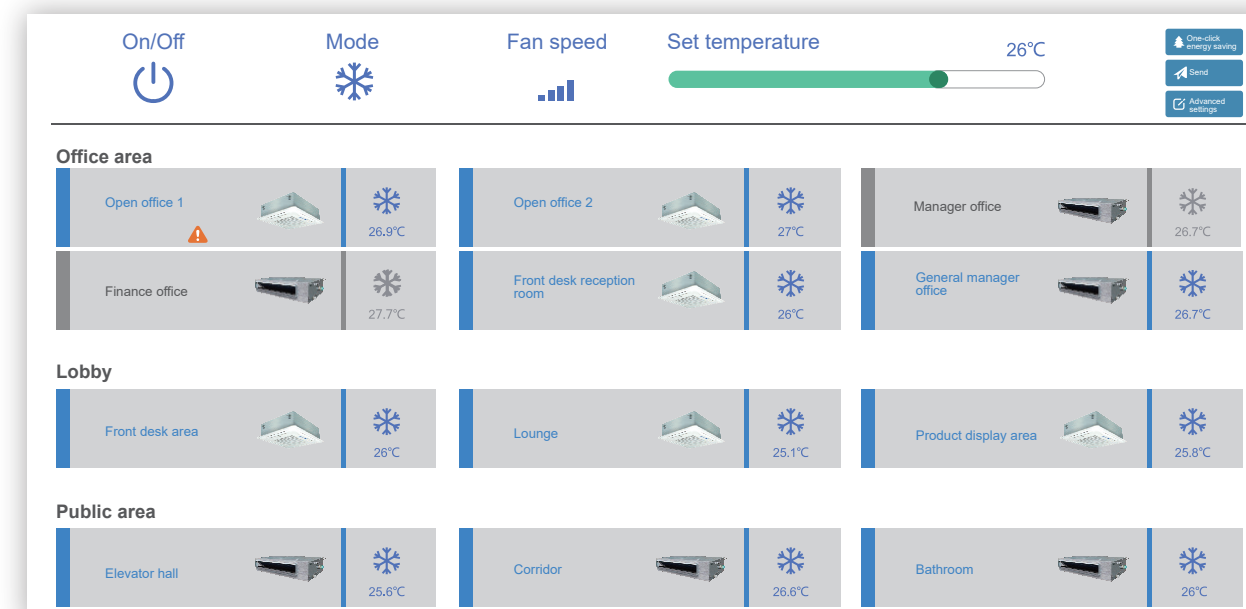 On/Off
Mode
Fan speed
Set temperature
26℃
One-click
energy saving
Send
Advanced
settings
Office area
Open office 1
26.9℃
Open office 2
27℃
Manager office
26.7℃
Finance office
27.7℃
Front desk reception
room
26℃
General manager
office
26.7℃
Lobby
Front desk area
26℃
Lounge
25.1℃
Product display area
25.8℃
Public area
Elevator hall
25.6℃
Corridor
26.6℃
Bathroom
26℃